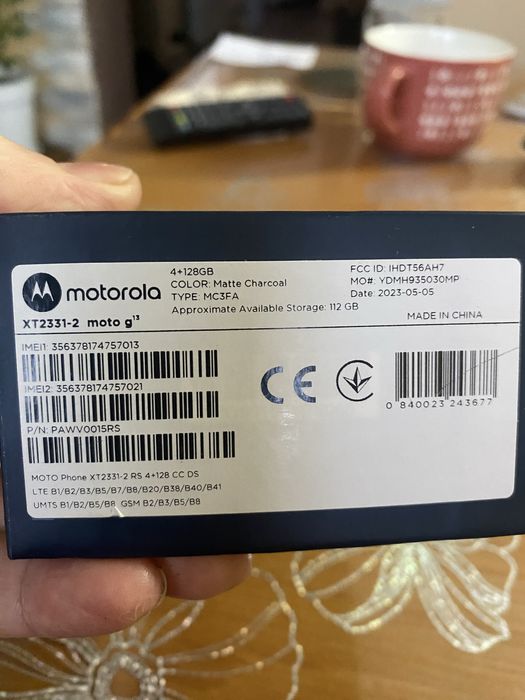 motorola
4+128GB
COLOR: Matte Charcoal
TYPE: MC3FA
Approximate Available Storage: 112 GB
FCC ID: IHDT56AH7
MO#: YDMH935030MP
Date: 2023-05-05
MADE IN CHINA
XT2331-2 moto g13
IMEI1: 356378174757013
IMEI2: 356378174757021
P/N: PAWV0015RS
CE
0 840023 243677
MOTO Phone XT2331-2 RS 4+128 CC DS
LTE B1/B2/B3/B5/B7/B8/B20/B38/B40/B41
UMTS B1/B2/B5/B8 GSM B2/B3/B5/B8